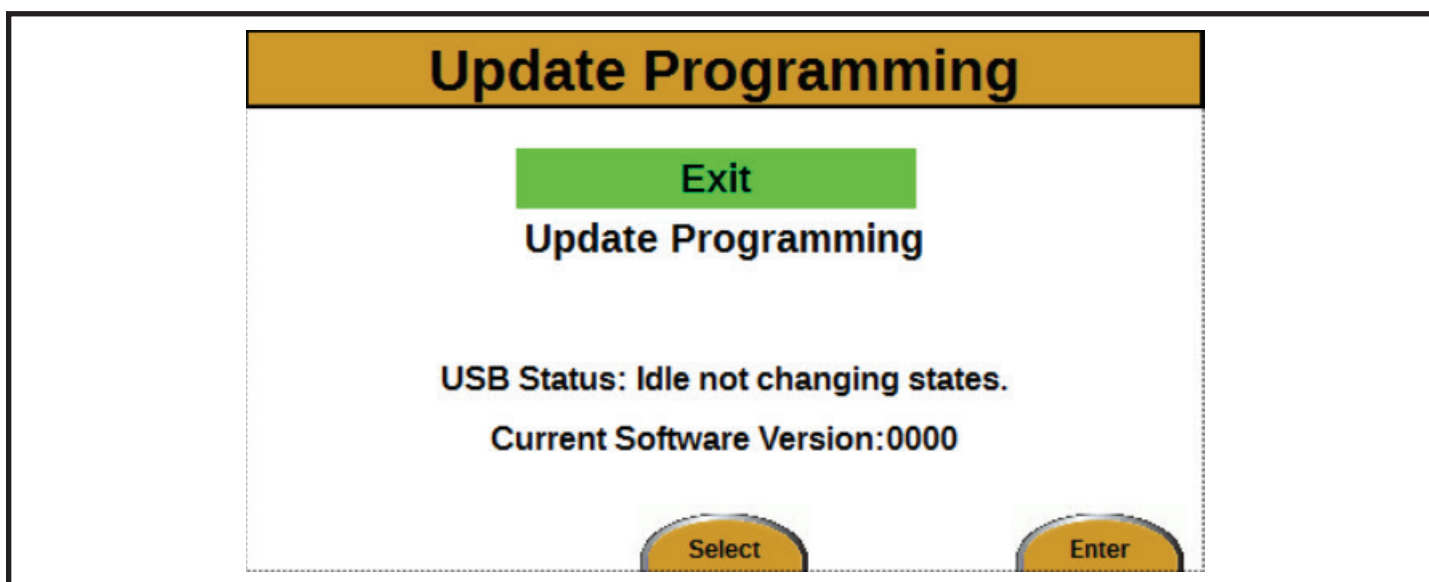 Update Programming
Exit
Update Programming
USB Status: Idle not changing states.
Current Software Version:0000
Select Enter